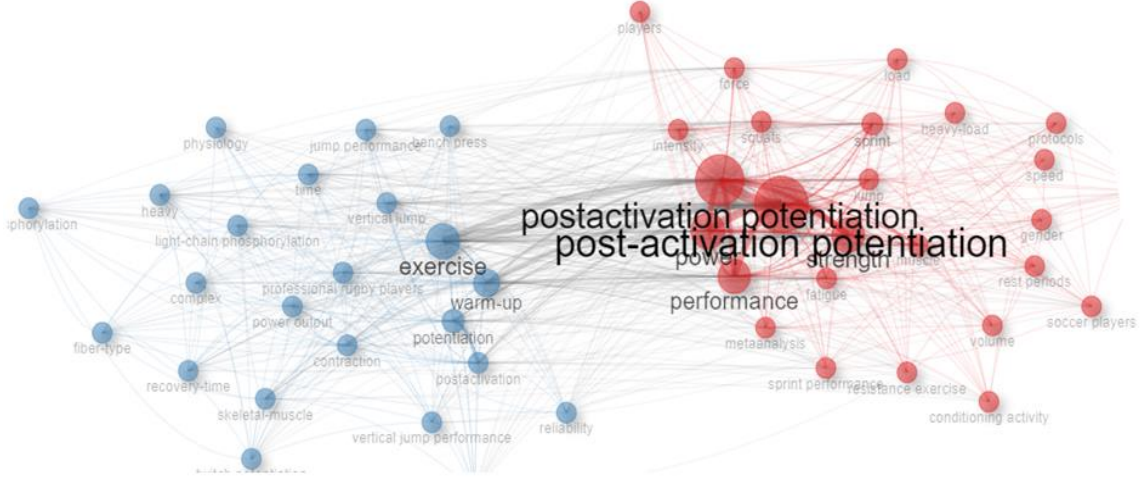 players
force
load
physiology
jump performance
bench press
intensity
squats
sprint
heavy-load
protocols
speed
time
jump
heavy
vertical jump
phorylation
postactivation potentiation
gender
light-chain phosphorylation
post-activation potentiation
power
strength
muscle
exercise
rest periods
complex
professional rugby players
warm-up
performance
fatigue
power output
soccer players
fiber-type
potentiation
metaanalysis
volume
contraction
recovery-time
postactivation
sprint performance
resistance exercise
skeletal-muscle
conditioning activity
vertical jump performance
reliability